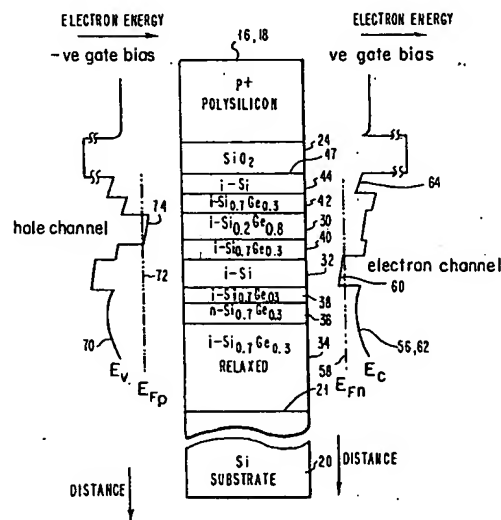 ELECTRON ENERGY
ELECTRON ENERGY
16,18
-ve gate bias
ve gate bias
p+
POLYSILICON
24
SiO2
47
i-Si
44
64
i-Si0.7Ge0.3
42
74
hole channel
i-Si0.2Ge0.8
30
i-Si0.7Ge0.3
40
electron channel
i-Si
32
72
60
i-Si0.7Ge0.3
38
n-Si0.7Ge0.3
36
70
i-Si0.7Ge0.3
RELAXED
34
56,62
Ev
EFp
58
EFn
Ec
21
Si
SUBSTRATE
20
DISTANCE
DISTANCE